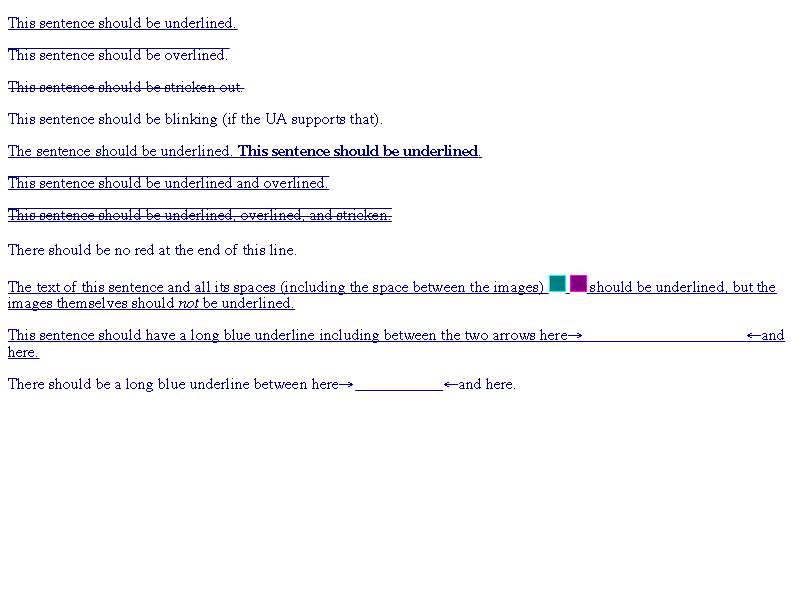 This sentence should be underlined.
This sentence should be overlined.
This sentence should be stricken out.
This sentence should be blinking (if the UA supports that).
The sentence should be underlined. This sentence should be underlined.
This sentence should be underlined and overlined.
This sentence should be underlined, overlined, and stricken.
There should be no red at the end of this line.
The text of this sentence and all its spaces (including the space between the images) should be underlined, but the
images themselves should not be underlined.
This sentence should have a long blue underline including between the two arrows here→ ←and
here.
There should be a long blue underline between here→ ←and here.